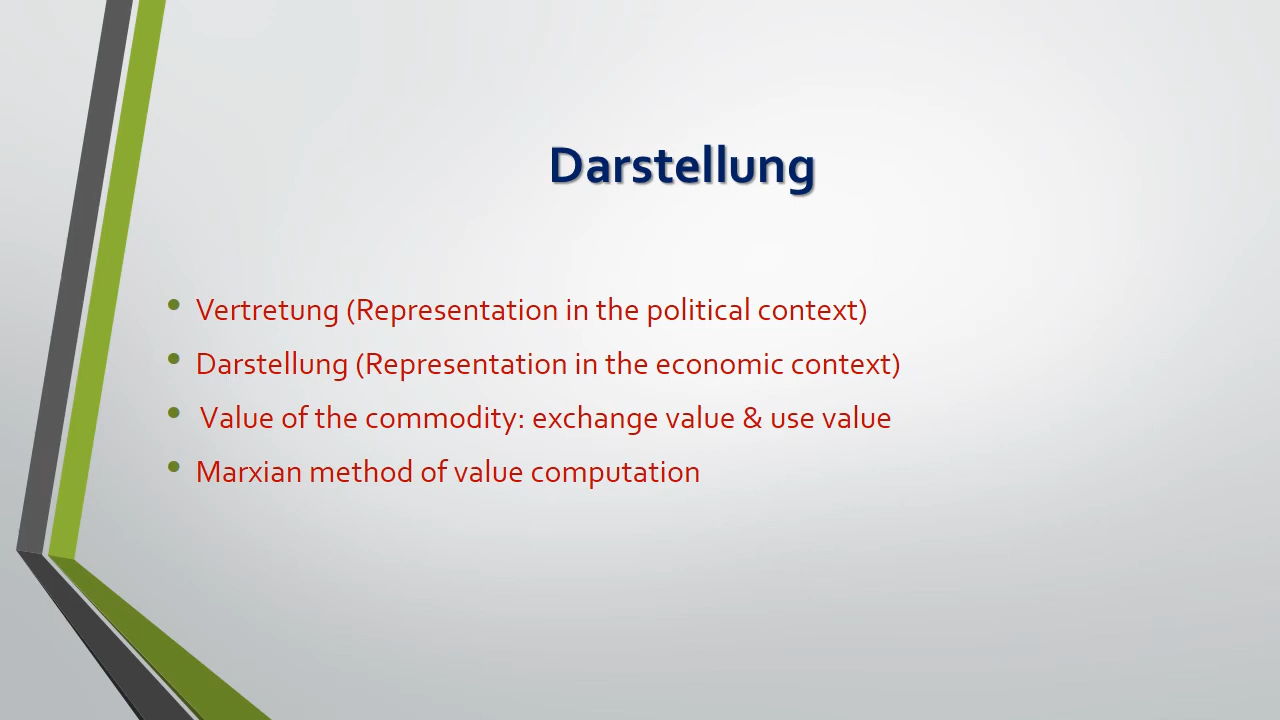 Darstellung
• Vertretung (Representation in the political context)
• Darstellung (Representation in the economic context)
• Value of the commodity: exchange value & use value
• Marxian method of value computation